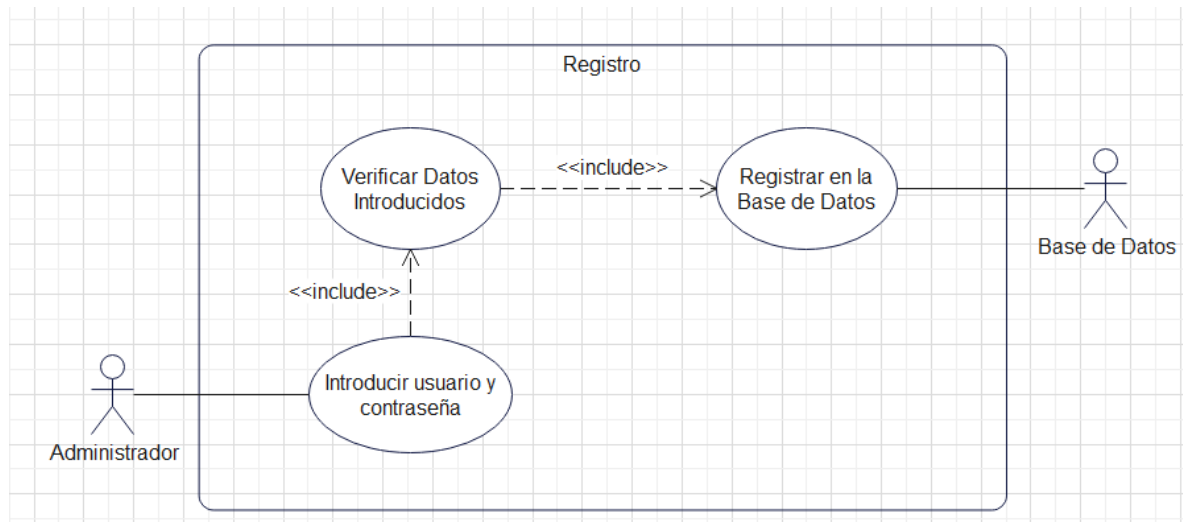 Registro
Verificar Datos
Introducidos
<<include>>
Registrar en la
Base de Datos
Base de Datos
<<include>>
Introducir usuario y
contraseña
Administrador